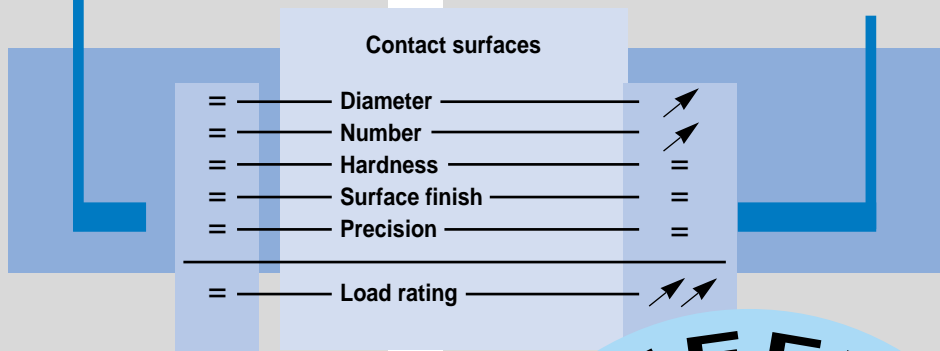 Contact surfaces
= Diameter
= Number
= Hardness =
= Surface finish =
= Precision =
= Load rating